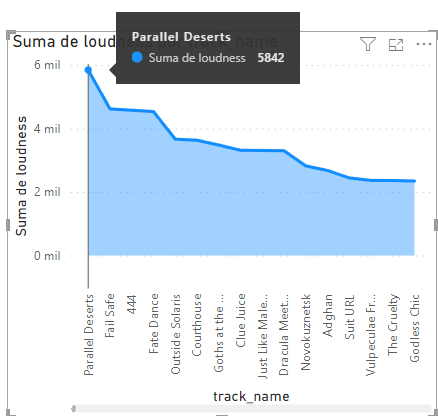 Parallel Deserts
Suma de loudness 5842
Suma de loudness por track_name
6 mil
4 mil
2 mil
0 mil
Suma de loudness
Parallel Deserts
Fail Safe
444
Fate Dance
Outside Solaris
Courthouse
Goths at the ...
Clue Juice
Just Like Male...
Dracula Meet...
Novokuznetsk
Adghan
Suit URL
Vulpeculae Fr...
The Cruelty
Godless Chic
track_name